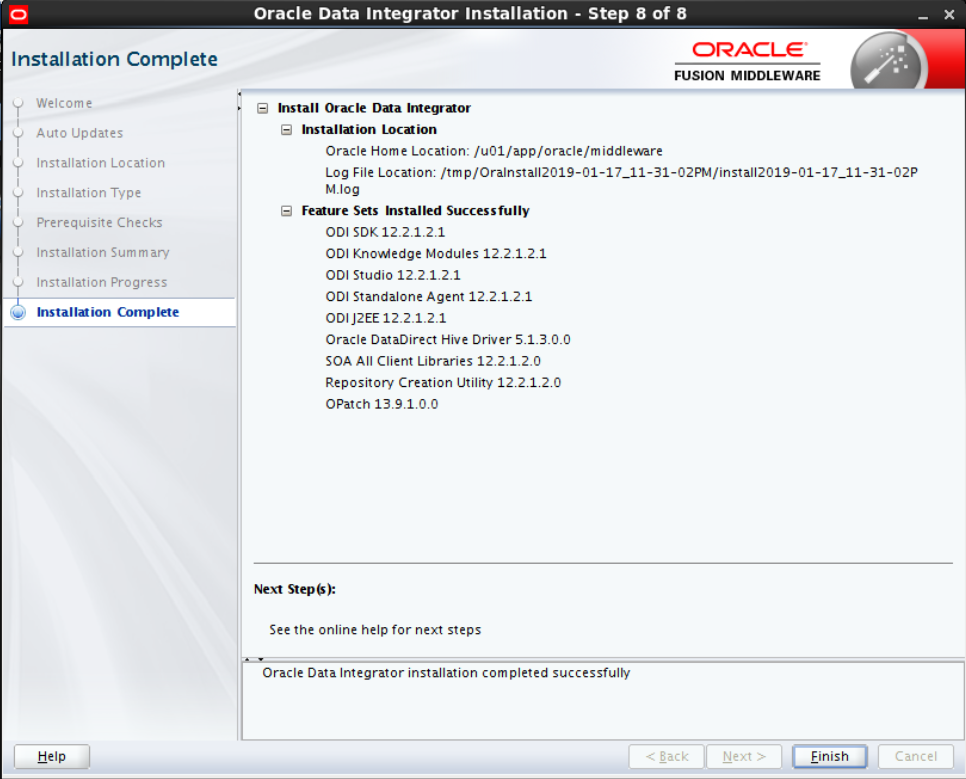 Oracle Data Integrator Installation - Step 8 of 8
Installation Complete
ORACLE
FUSION MIDDLEWARE
Welcome
Auto Updates
Installation Location
Installation Type
Prerequisite Checks
Installation Summary
Installation Progress
Installation Complete
Install Oracle Data Integrator
Installation Location
Oracle Home Location: /u01/app/oracle/middleware
Log File Location: /tmp/OraInstall2019-01-17_11-31-02PM/install2019-01-17_11-31-02P
M.log
Feature Sets Installed Successfully
ODI SDK 12.2.1.2.1
ODI Knowledge Modules 12.2.1.2.1
ODI Studio 12.2.1.2.1
ODI Standalone Agent 12.2.1.2.1
ODI J2EE 12.2.1.2.1
Oracle DataDirect Hive Driver 5.1.3.0.0
SOA All Client Libraries 12.2.1.2.0
Repository Creation Utility 12.2.1.2.0
OPatch 13.9.1.0.0
Next Step(s):
See the online help for next steps
Oracle Data Integrator installation completed successfully
Help
< Back
Next >
Finish
Cancel